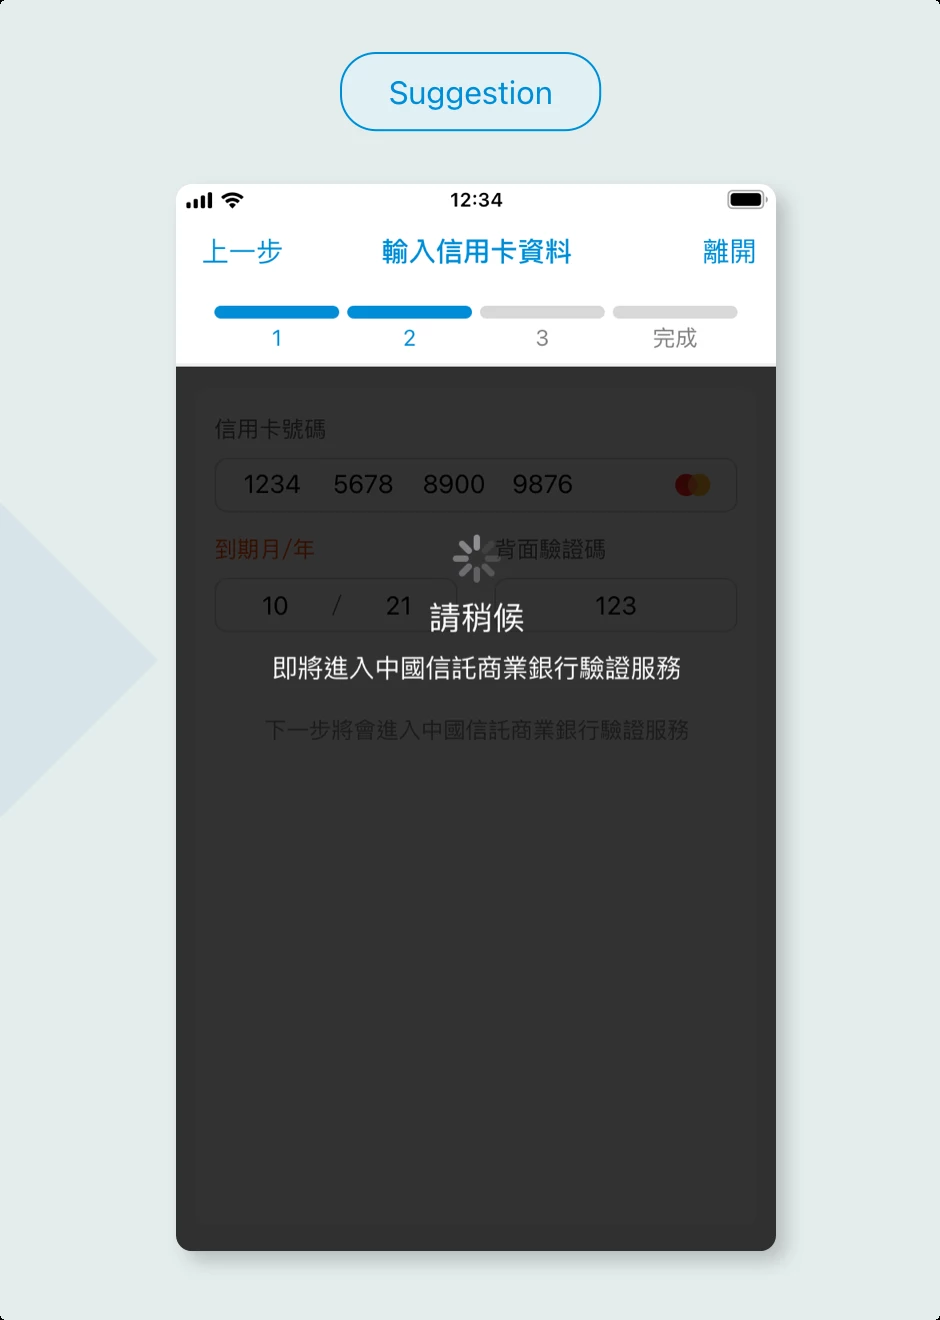 Suggestion
12:34
上一步 輸入信用卡資料 離開
1 2 3 完成
信用卡號碼
1234 5678 8900 9876
到期月/年 背面驗證碼
10 / 21 123
請稍候
即將進入中國信託商業銀行驗證服務
下一步將會進入中國信託商業銀行驗證服務